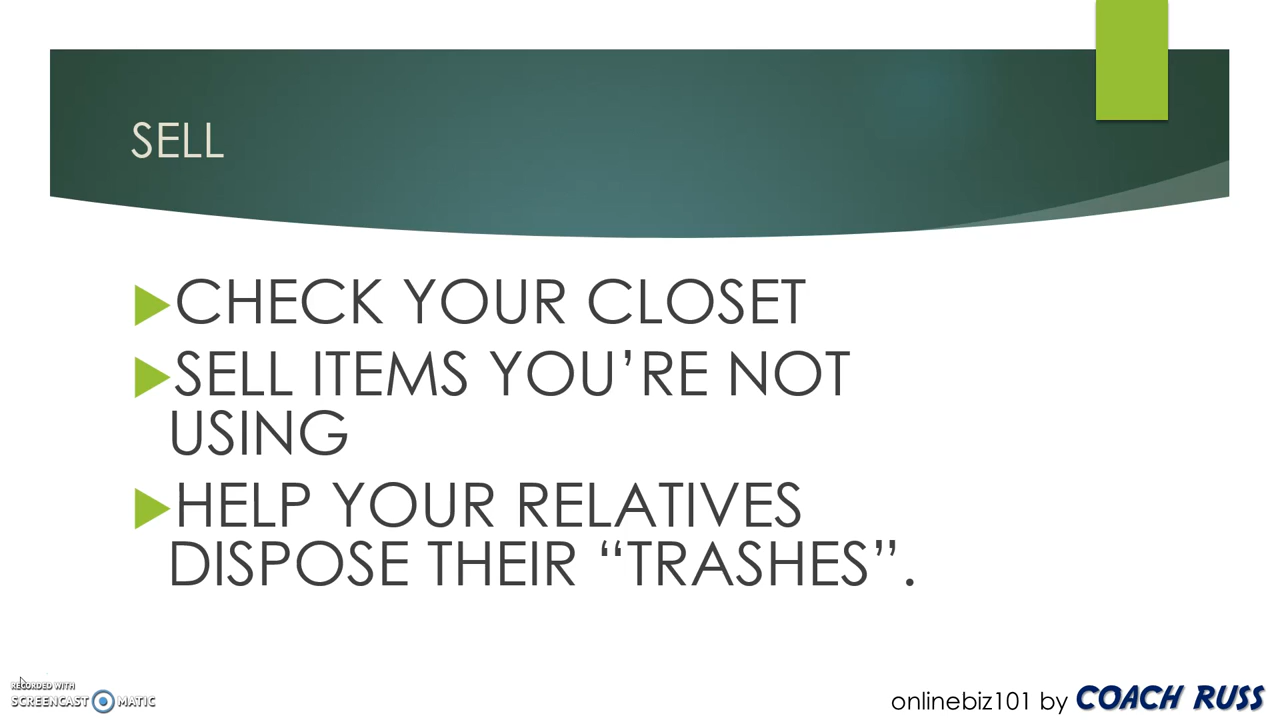 SELL
CHECK YOUR CLOSET
SELL ITEMS YOU’RE NOT
USING
HELP YOUR RELATIVES
DISPOSE THEIR “TRASHES”.
RECORDED WITH
SCREENCAST MATIC
onlinebiz101 by COACH RUSS